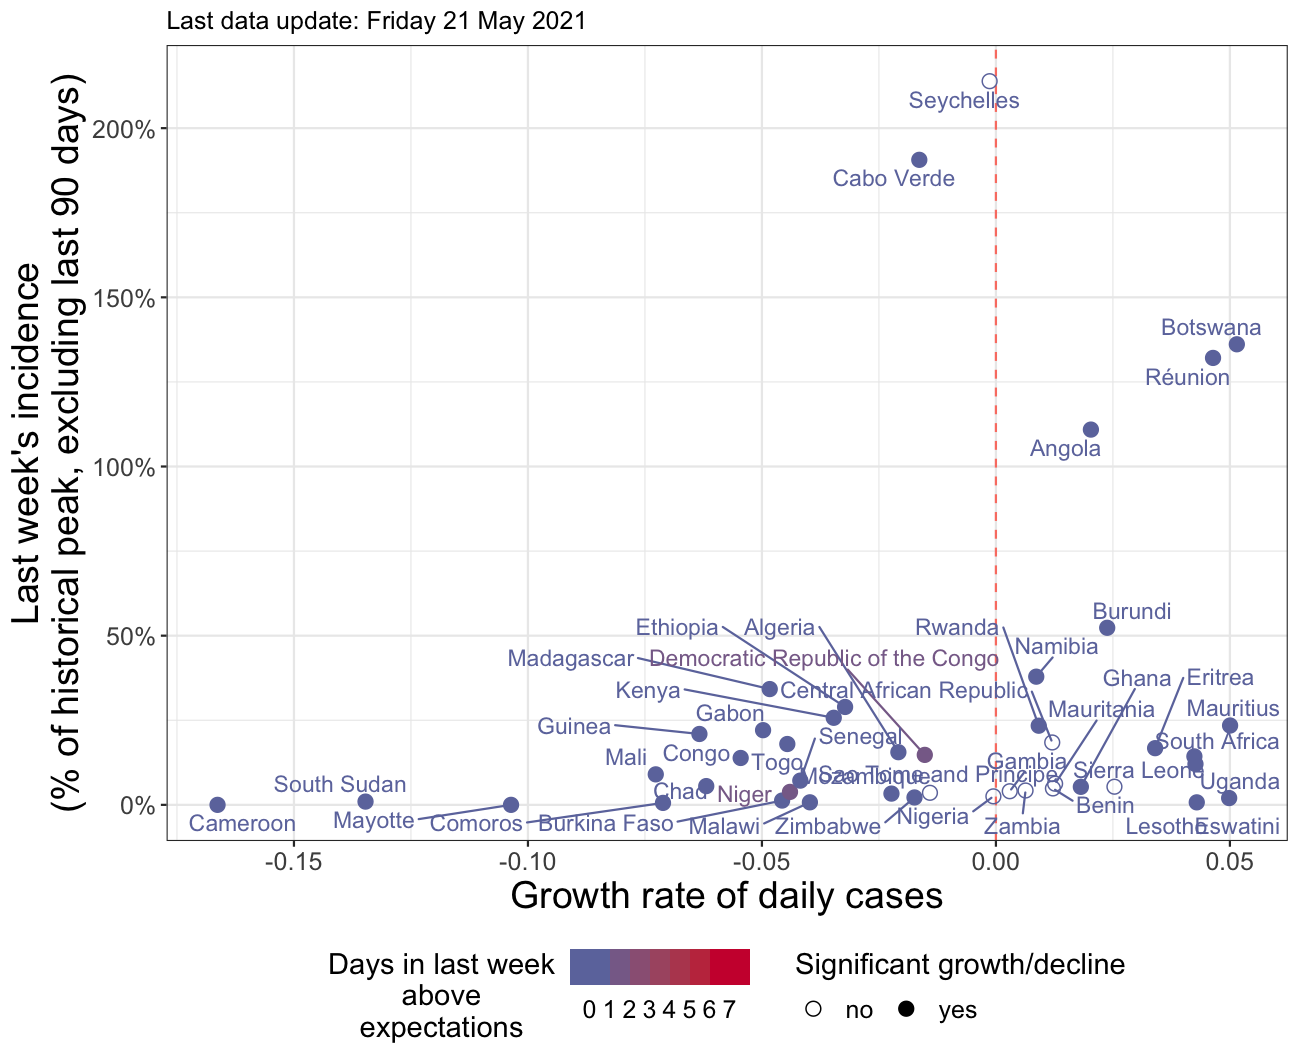 Last data update: Friday 21 May 2021
Last week's incidence
(% of historical peak, excluding last 90 days)
200%
150%
100%
50%
0%
Seychelles
Cabo Verde
Botswana
Réunion
Angola
Burundi
Ethiopia
Algeria
Rwanda
Namibia
Madagascar
Democratic Republic of the Congo
Ghana
Eritrea
Kenya
Central African Republic
Mauritania
Mauritius
Gabon
Guinea
Senegal
South Africa
Mali
Congo
Togo
Gambia
Sierra Leone
Mozambique
Sao Tome and Principe
Uganda
South Sudan
Chad
Niger
Benin
Cameroon
Mayotte
Comoros
Burkina Faso
Malawi
Zimbabwe
Nigeria
Zambia
Lesotho
Eswatini
-0.15
-0.10
-0.05
0.00
0.05
Growth rate of daily cases
Days in last week
above
expectations
0 1 2 3 4 5 6 7
Significant growth/decline
no
yes